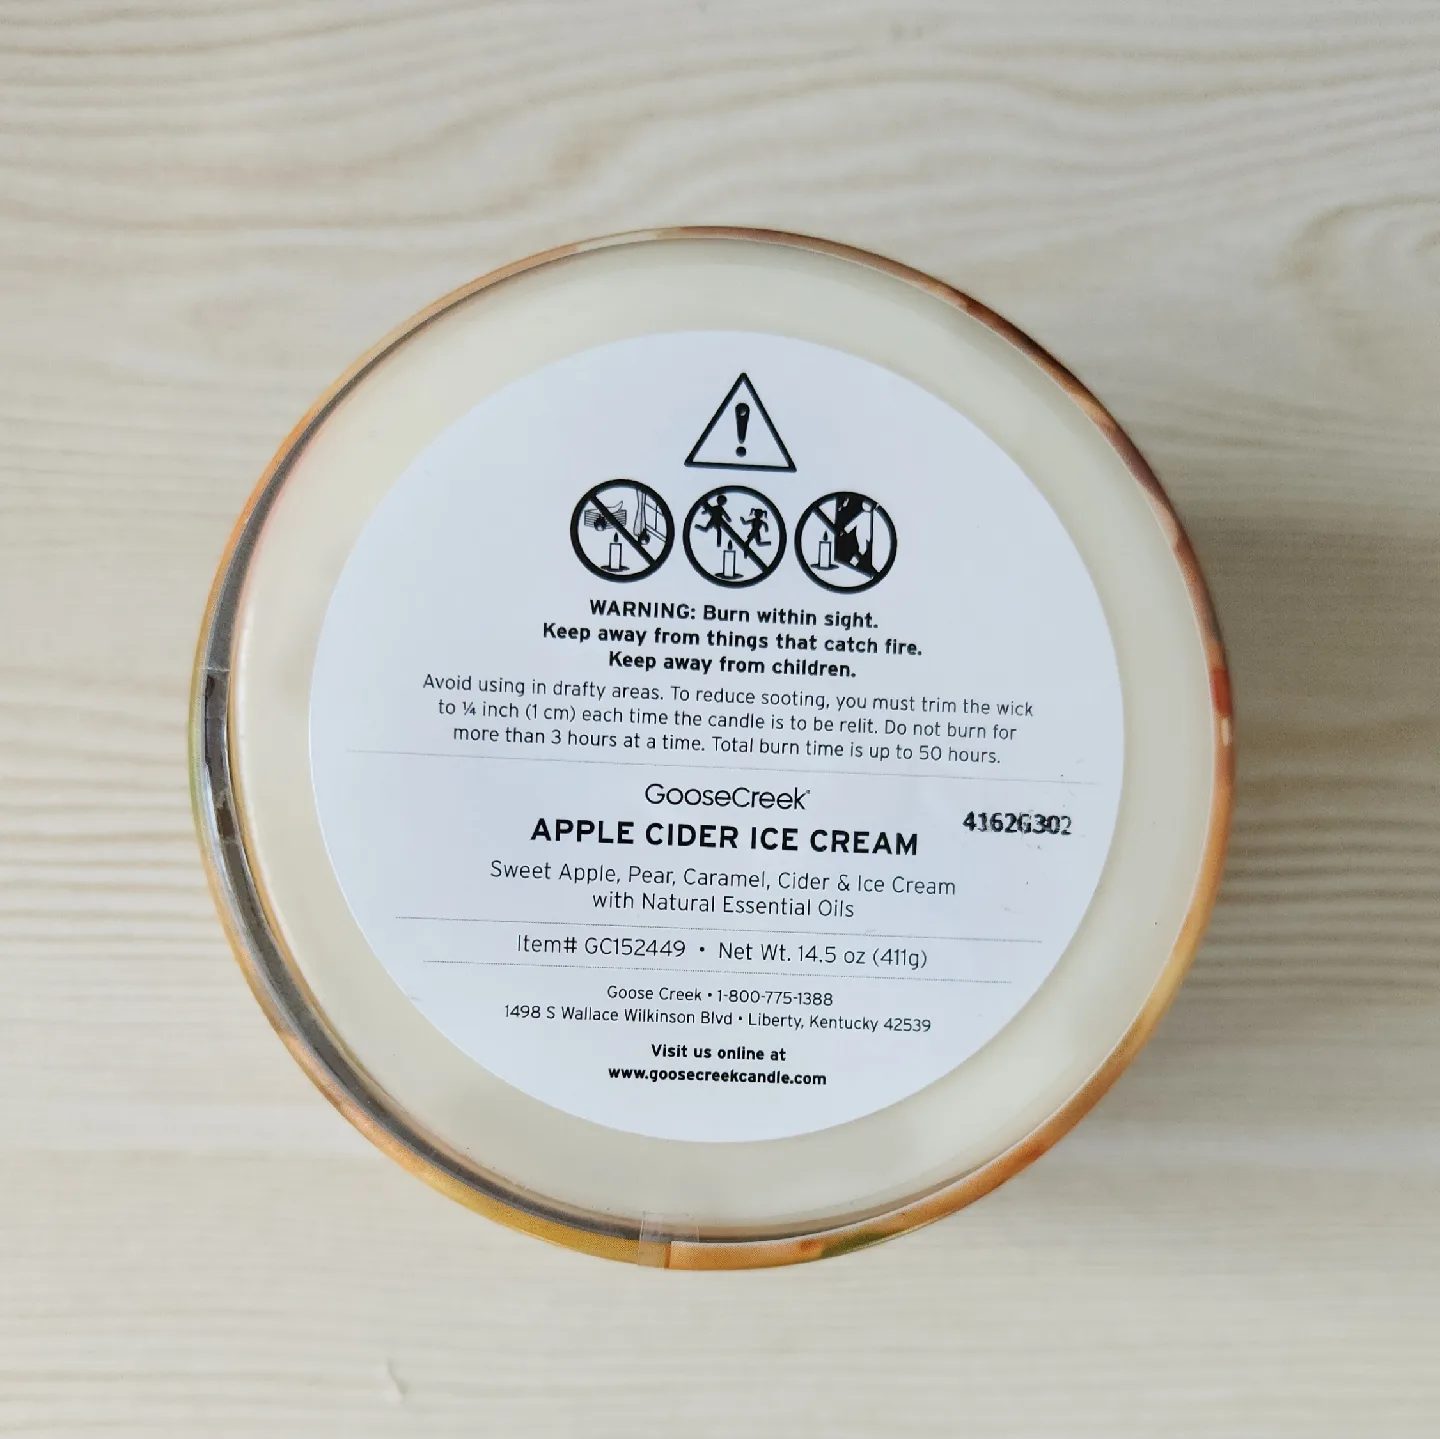 WARNING: Burn within sight.
Keep away from things that catch fire.
Keep away from children.
Avoid using in drafty areas. To reduce sooting, you must trim the wick
to ¼ inch (1 cm) each time the candle is to be relit. Do not burn for
more than 3 hours at a time. Total burn time is up to 50 hours.
GooseCreek
4162G302
APPLE CIDER ICE CREAM
Sweet Apple, Pear, Caramel, Cider & Ice Cream
with Natural Essential Oils
Item# GC152449 • Net Wt. 14.5 oz (411g)
Goose Creek • 1-800-775-1388
1498 S Wallace Wilkinson Blvd • Liberty, Kentucky 42539
Visit us online at
www.goosecreekcandle.com